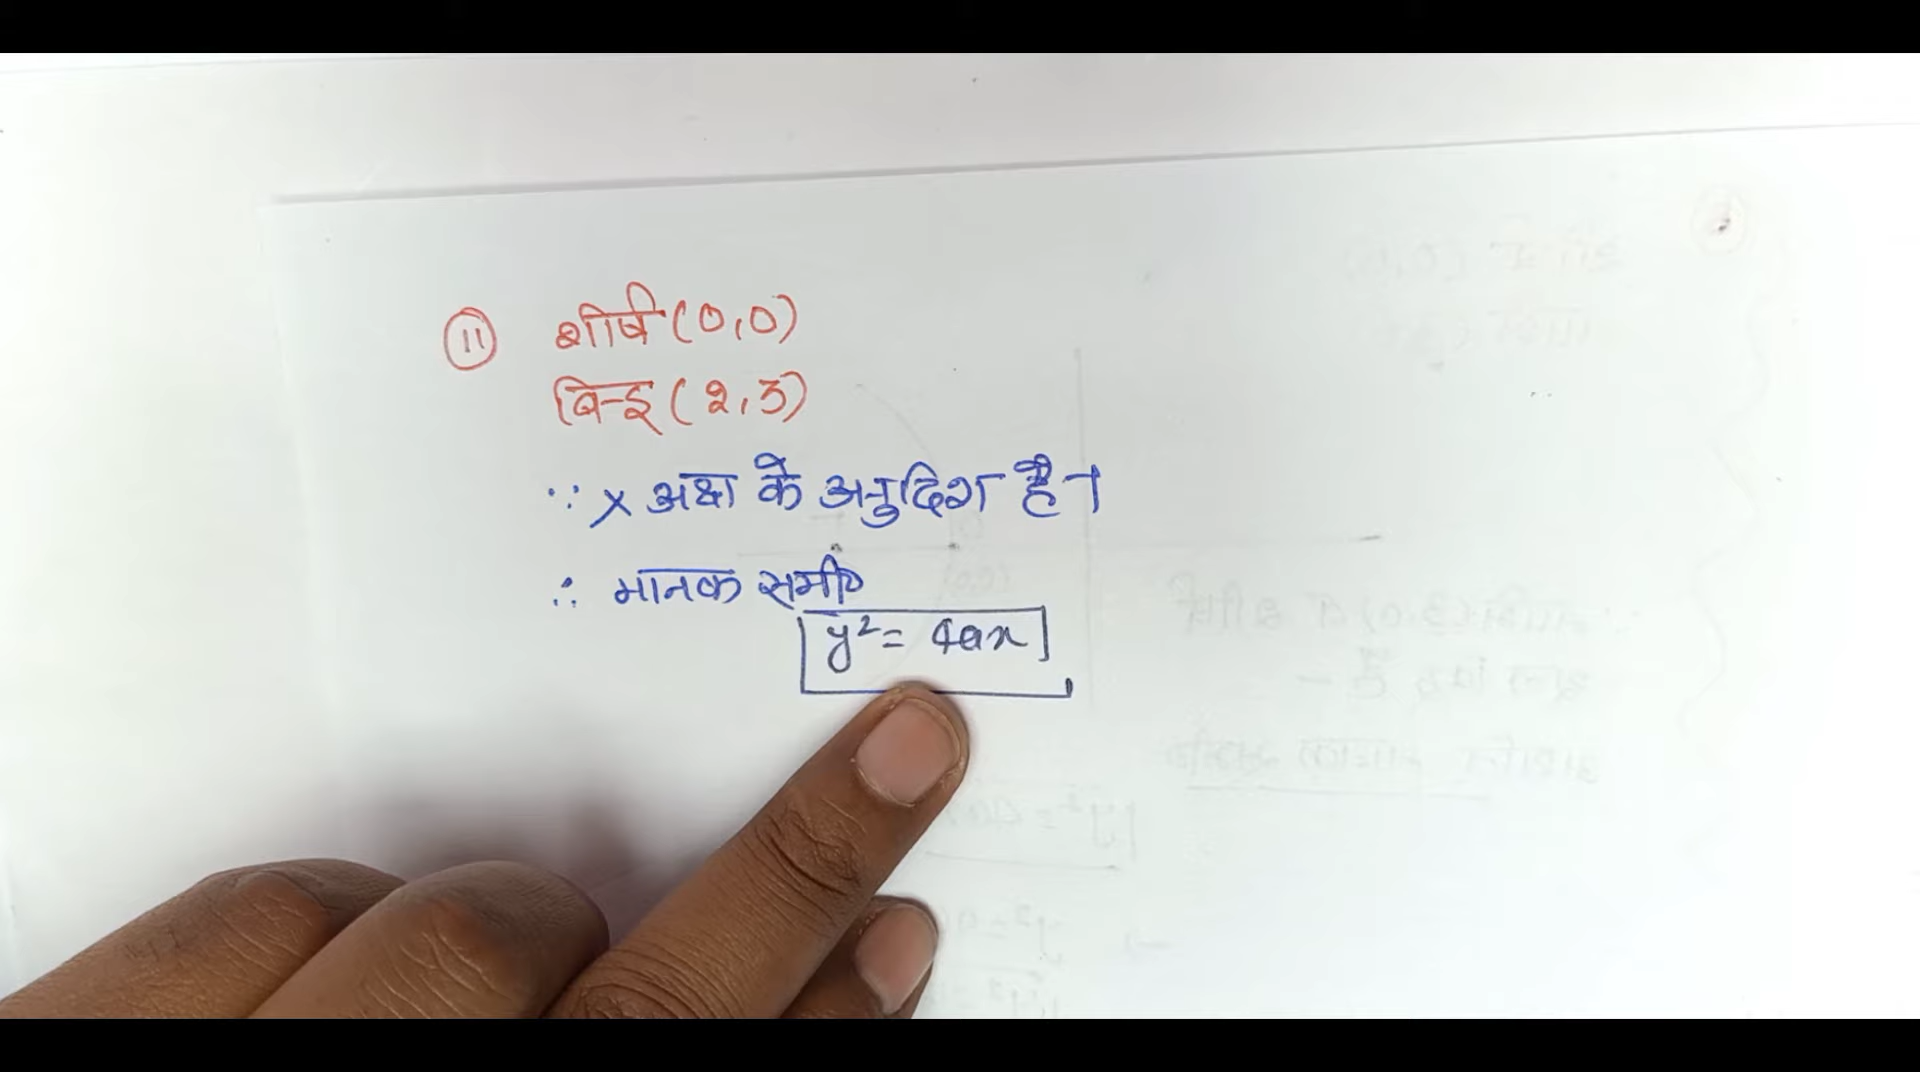 11 शीर्ष (0,0)
बिन्दु (2,3)
∵ x अक्ष के अनुदिश है।
∴ मानक समी०
y² = 4ax